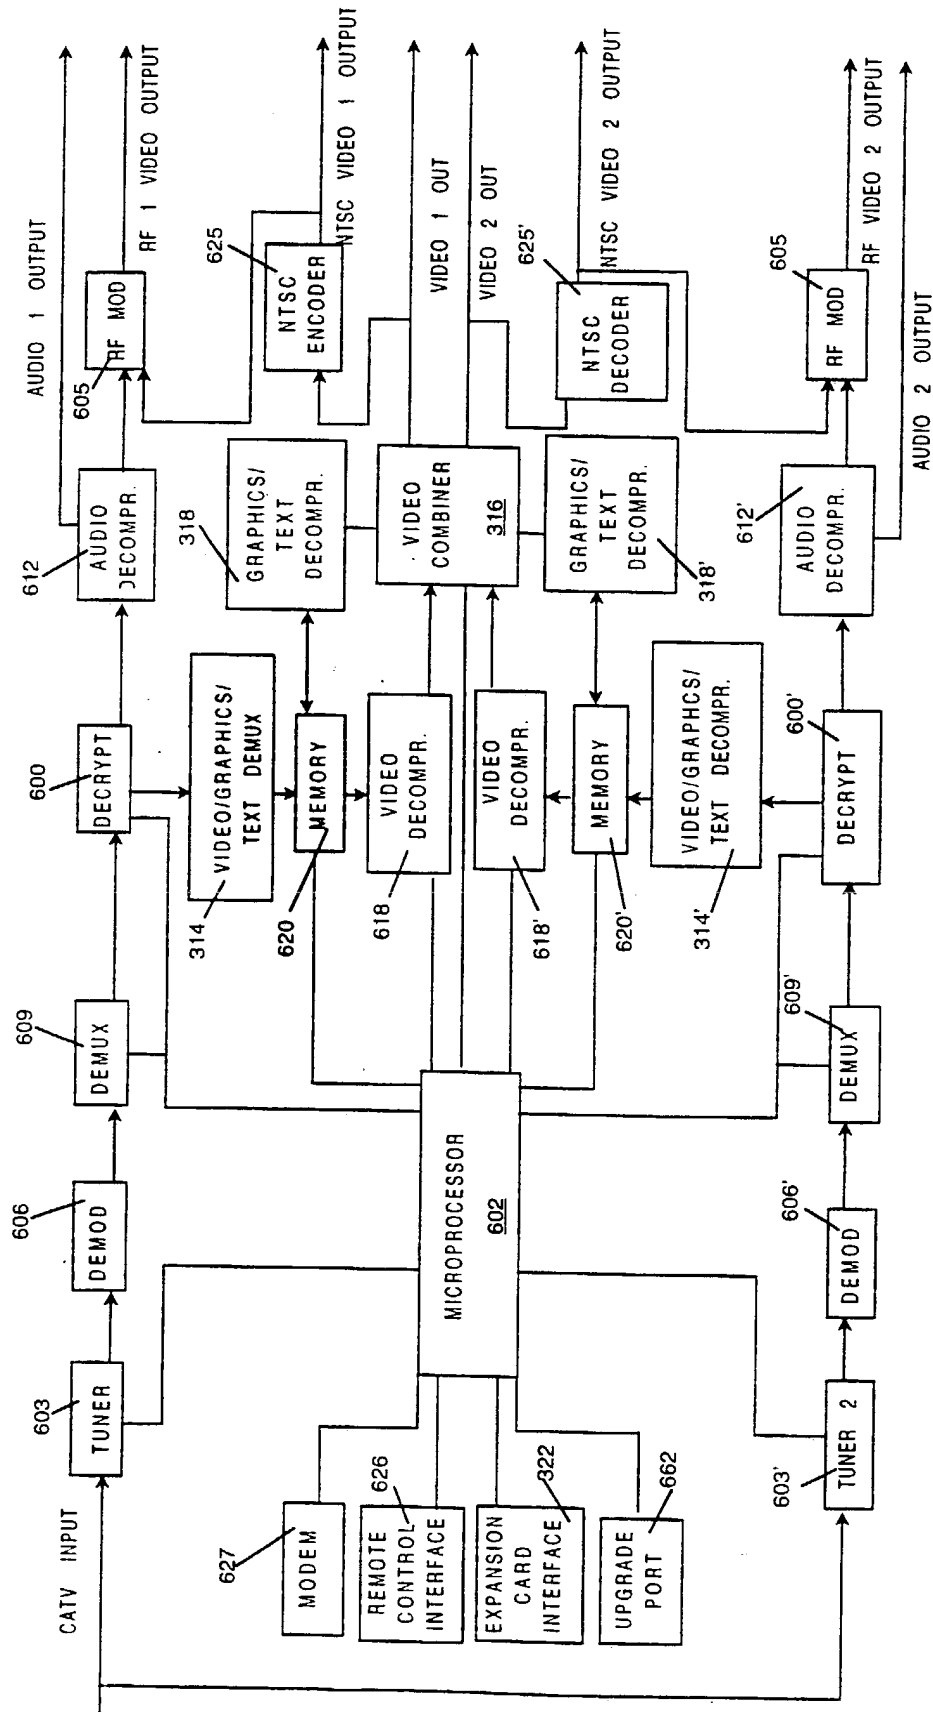 CATV INPUT
603
TUNER
606
DEMOD
609
DEMUX
600
DECRYPT
612
AUDIO
DECOMPR.
605
RF MOD
AUDIO 1 OUTPUT
RF 1 VIDEO OUTPUT
314
VIDEO/GRAPHICS/
TEXT DEMUX
318
GRAPHICS/
TEXT
DECOMPR.
625
NTSC
ENCODER
NTSC VIDEO 1 OUTPUT
627
MODEM
620
MEMORY
626
REMOTE
CONTROL
INTERFACE
MICROPROCESSOR
602
618
VIDEO
DECOMPR.
VIDEO
COMBINER
316
VIDEO 1 OUT
VIDEO 2 OUT
322
EXPANSION
CARD
INTERFACE
618'
VIDEO
DECOMPR.
625'
NTSC
DECODER
NTSC VIDEO 2 OUTPUT
662
UPGRADE
PORT
620'
MEMORY
GRAPHICS/
TEXT
DECOMPR.
318'
314'
VIDEO/GRAPHCS/
TEXT DECOMPR.
603'
TUNER 2
606'
DEMOD
609'
DEMUX
600'
DECRYPT
612'
AUDIO
DECOMPR.
605
RF MOD
RF VIDEO 2 OUTPUT
AUDIO 2 OUTPUT